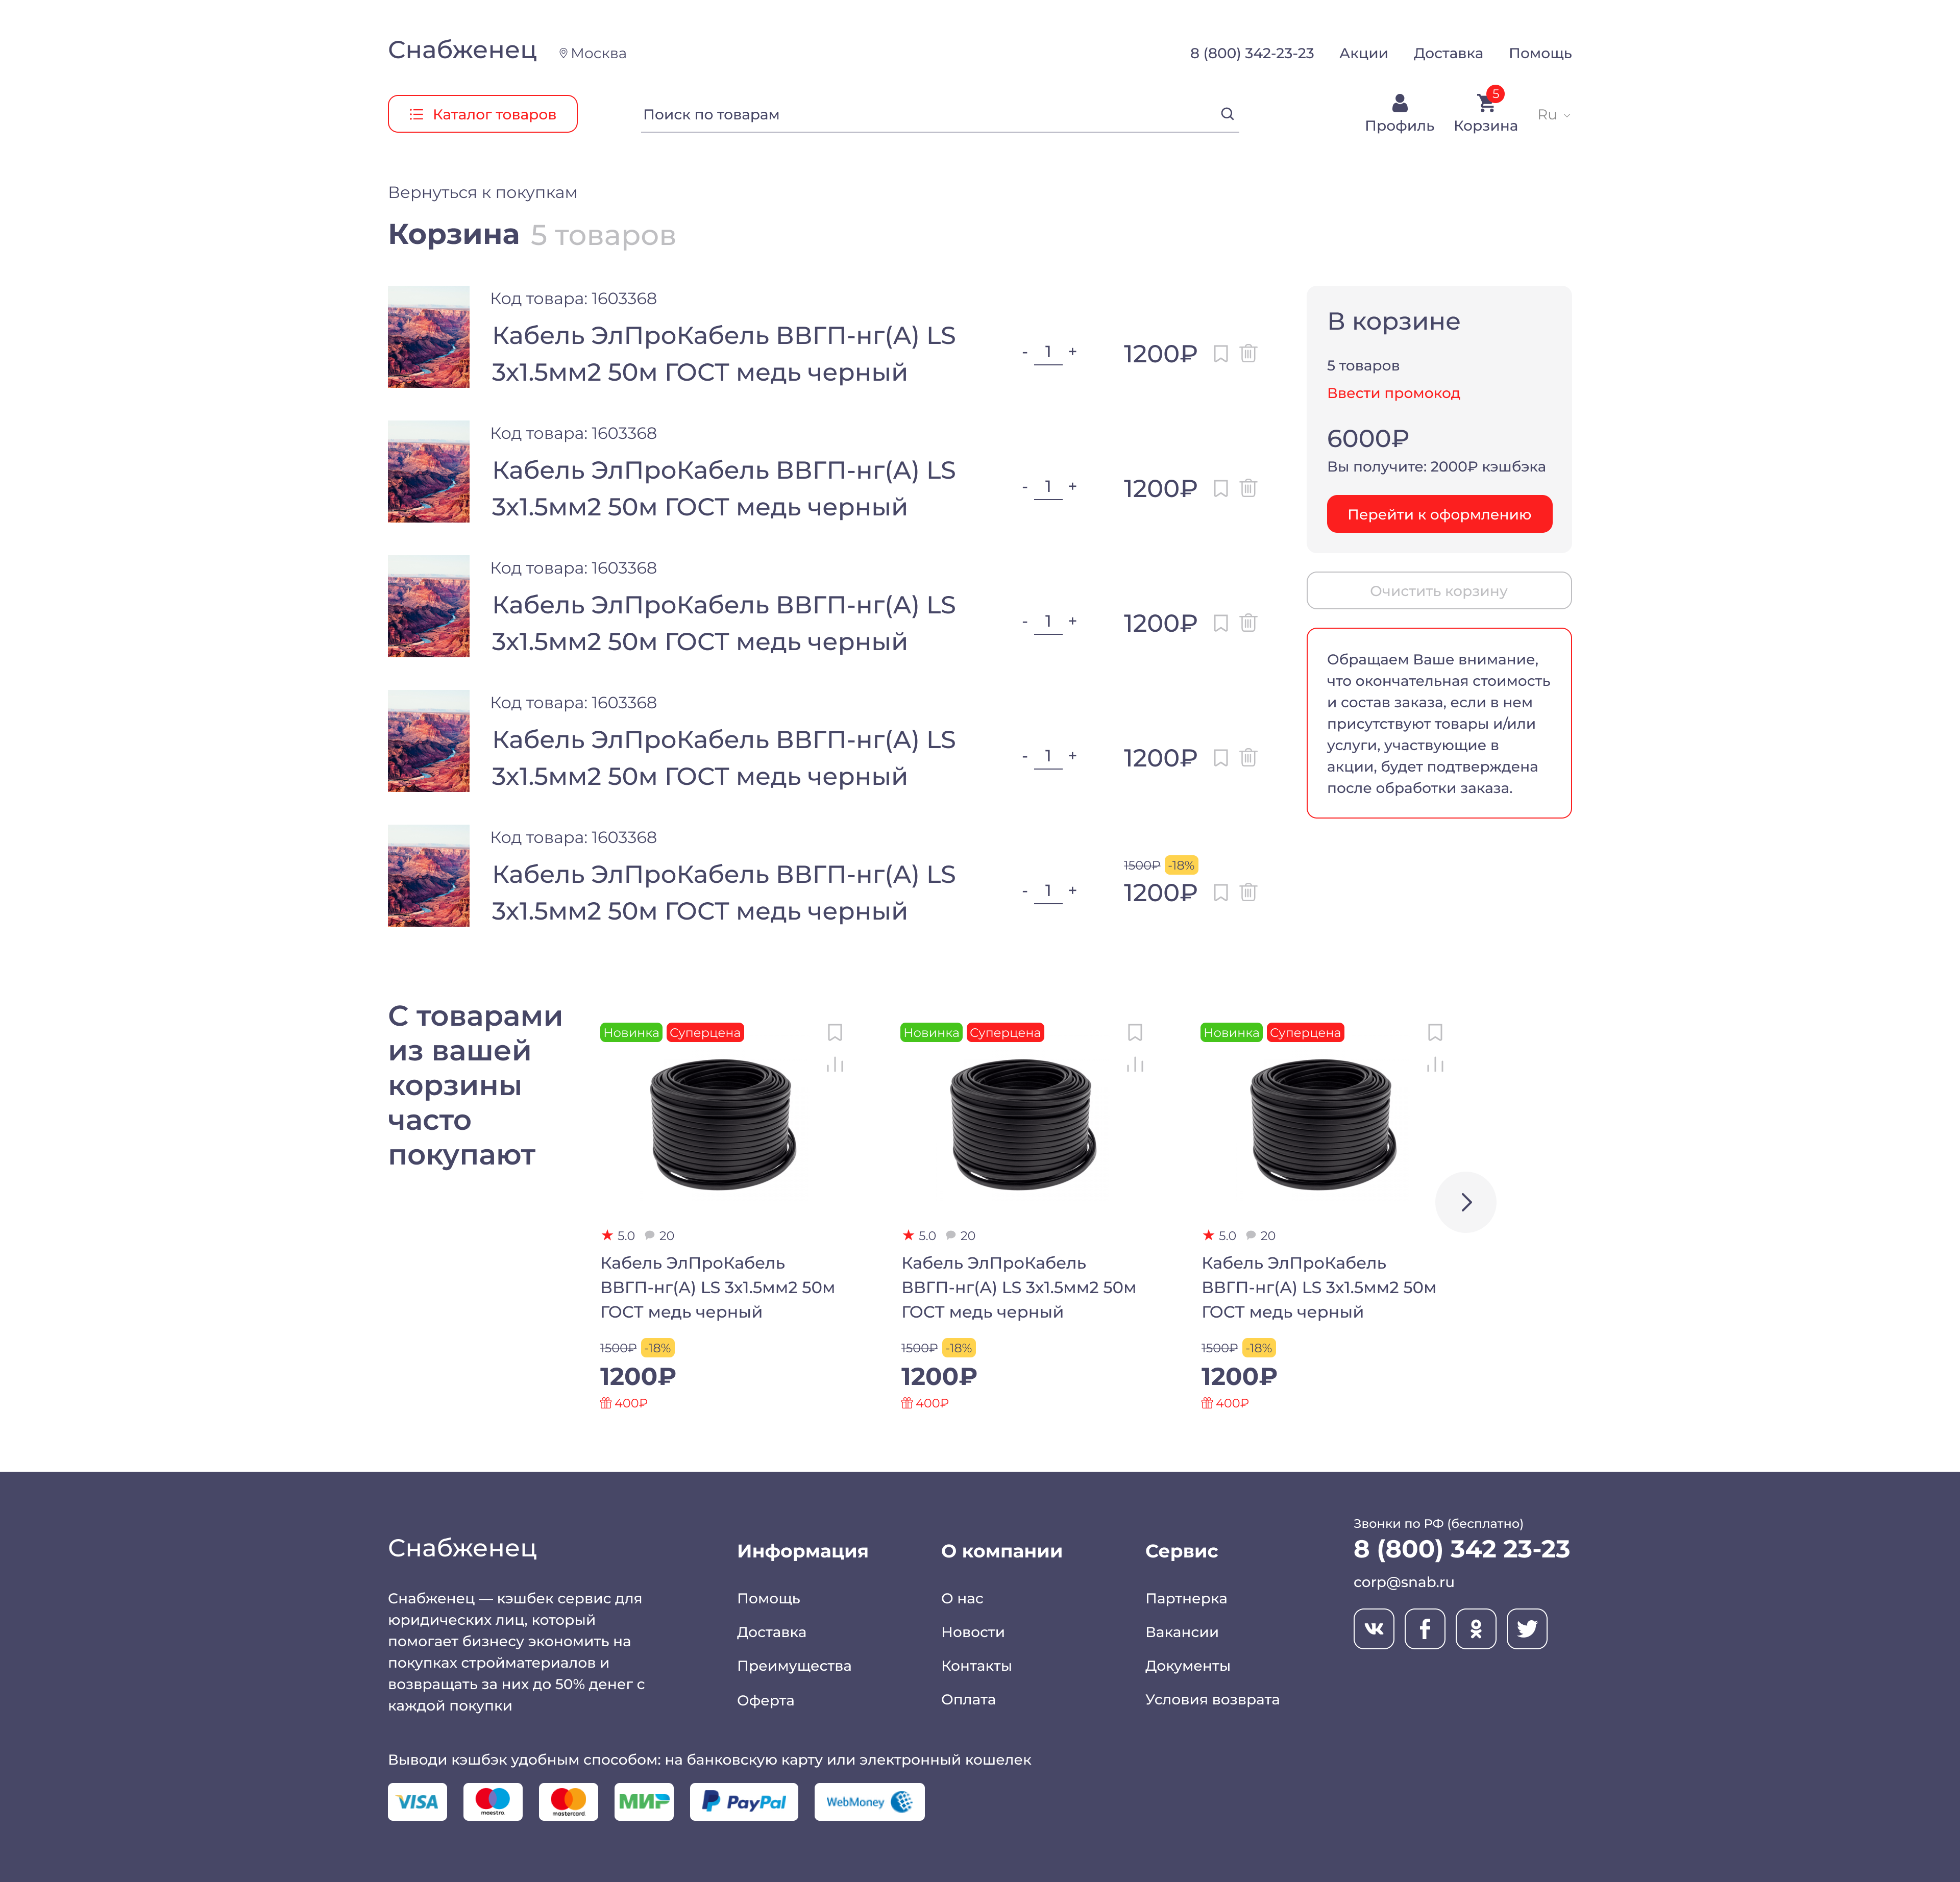 Снабженец
Москва
8 (800) 342-23-23
Акции
Доставка
Помощь
Каталог товаров
Поиск по товарам
Профиль
5
Корзина
Ru
Вернуться к покупкам
Корзина 5 товаров
Код товара: 1603368
Кабель ЭлПроКабель ВВГП-нг(А) LS
3х1.5мм2 50м ГОСТ медь черный
- 1 +
1200₽
Код товара: 1603368
Кабель ЭлПроКабель ВВГП-нг(А) LS
3х1.5мм2 50м ГОСТ медь черный
- 1 +
1200₽
Код товара: 1603368
Кабель ЭлПроКабель ВВГП-нг(А) LS
3х1.5мм2 50м ГОСТ медь черный
- 1 +
1200₽
Код товара: 1603368
Кабель ЭлПроКабель ВВГП-нг(А) LS
3х1.5мм2 50м ГОСТ медь черный
- 1 +
1200₽
Код товара: 1603368
Кабель ЭлПроКабель ВВГП-нг(А) LS
3х1.5мм2 50м ГОСТ медь черный
- 1 +
1500₽ -18%
1200₽
В корзине
5 товаров
Ввести промокод
6000₽
Вы получите: 2000₽ кэшбэка
Перейти к оформлению
Очистить корзину
Обращаем Ваше внимание,
что окончательная стоимость
и состав заказа, если в нем
присутствуют товары и/или
услуги, участвующие в
акции, будет подтверждена
после обработки заказа.
С товарами
из вашей
корзины
часто
покупают
Новинка Суперцена
5.0 20
Кабель ЭлПроКабель
ВВГП-нг(А) LS 3х1.5мм2 50м
ГОСТ медь черный
1500₽ -18%
1200₽
400₽
Новинка Суперцена
5.0 20
Кабель ЭлПроКабель
ВВГП-нг(А) LS 3х1.5мм2 50м
ГОСТ медь черный
1500₽ -18%
1200₽
400₽
Новинка Суперцена
5.0 20
Кабель ЭлПроКабель
ВВГП-нг(А) LS 3х1.5мм2 50м
ГОСТ медь черный
1500₽ -18%
1200₽
400₽
Снабженец
Снабженец — кэшбек сервис для
юридических лиц, который
помогает бизнесу экономить на
покупках стройматериалов и
возвращать за них до 50% денег с
каждой покупки
Информация
Помощь
Доставка
Преимущества
Оферта
О компании
О нас
Новости
Контакты
Оплата
Сервис
Партнерка
Вакансии
Документы
Условия возврата
Звонки по РФ (бесплатно)
8 (800) 342 23-23
corp@snab.ru
Выводи кэшбэк удобным способом: на банковскую карту или электронный кошелек
VISA
maestro
mastercard
МИР
PayPal
WebMoney